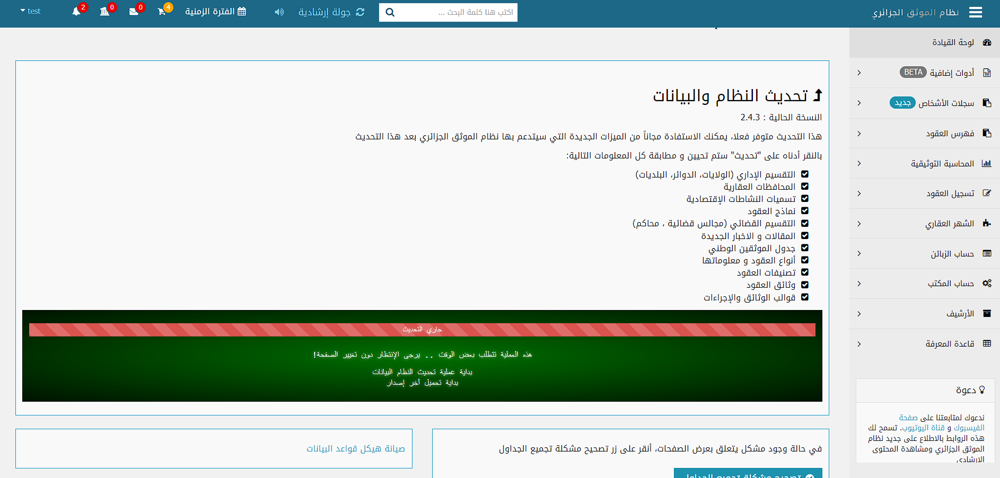 نظام الموثق الجزائري
اكتب هنا كلمة البحث ...
جولة إرشادية
الفترة الزمنية
4
0
0
2
test
لوحة القيادة
أدوات إضافية BETA
سجلات الأشخاص جديد
فهرس العقود
المحاسبة التوثيقية
تسجيل العقود
الشهر العقاري
حساب الزبائن
حساب المكتب
الأرشيف
قاعدة المعرفة
دعوة
ندعوك لمتابعتنا على صفحة
الفيسبوك و قناة اليوتيوب. تسمح لك
هذه الروابط بالاطلاع على جديد نظام
الموثق الجزائري ومشاهدة المحتوى
الإرشادي
تحديث النظام والبيانات
النسخة الحالية : 2.4.3
هذا التحديث متوفر فعلا، يمكنك الاستفادة مجاناً من الميزات الجديدة التي سيتدعم بها نظام الموثق الجزائري بعد هذا التحديث
بالنقر أدناه على "تحديث" ستم تحيين و مطابقة كل المعلومات التالية:
التقسيم الإداري (الولايات، الدوائر، البلديات)
المحافظات العقارية
تسميات النشاطات الإقتصادية
نماذج العقود
التقسيم القضائي (مجالس قضائية ، محاكم)
المقالات و الاخبار الجديدة
جدول الموثقين الوطني
أنواع العقود و معلوماتها
تصنيفات العقود
وثائق العقود
قوالب الوثائق والإجراءات
جاري التحديث
هذه العملية تتطلب بعض الوقت .. يرجى الإنتظار دون تغيير الصفحة!
بداية عملية تحديث النظام البيانات
بداية تحميل آخر إصدار
في حالة وجود مشكل يتعلق بعرض الصفحات، أنقر على زر تصحيح مشكلة تجميع الجداول
تصحيح مشكلة تجميع الجداول
صيانة هيكل قواعد البيانات